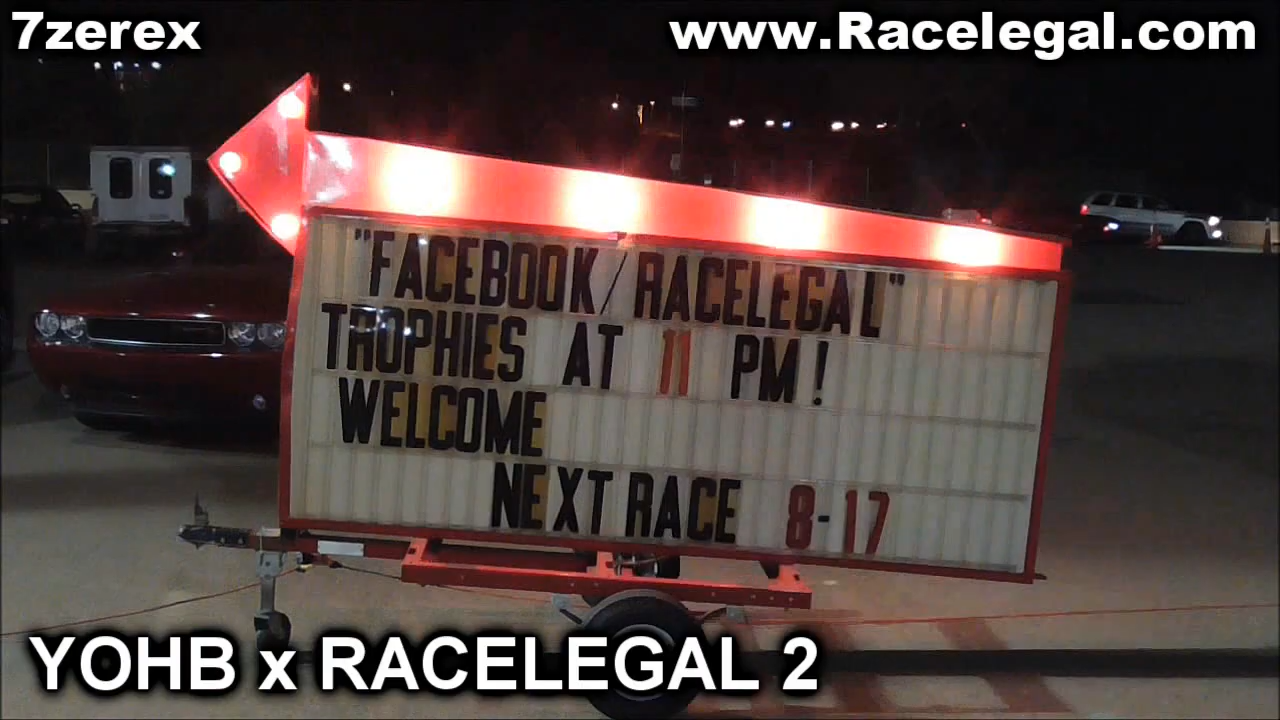 7zerex
www.Racelegal.com
"FACEBOOK/RACELEGAL"
TROPHIES AT 11 PM!
WELCOME
NEXT RACE 8-17
YOHB x RACELEGAL 2